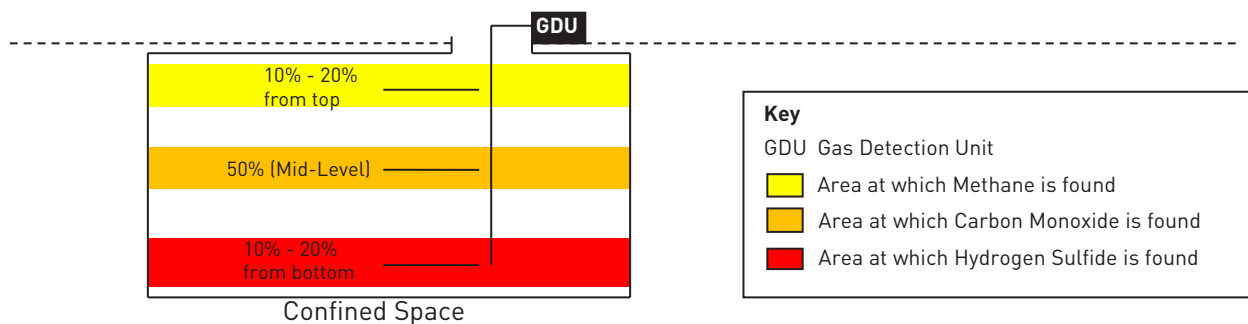 GDU
10% - 20%
from top
50% (Mid-Level)
10% - 20%
from bottom
Confined Space
Key
GDU Gas Detection Unit
Area at which Methane is found
Area at which Carbon Monoxide is found
Area at which Hydrogen Sulfide is found